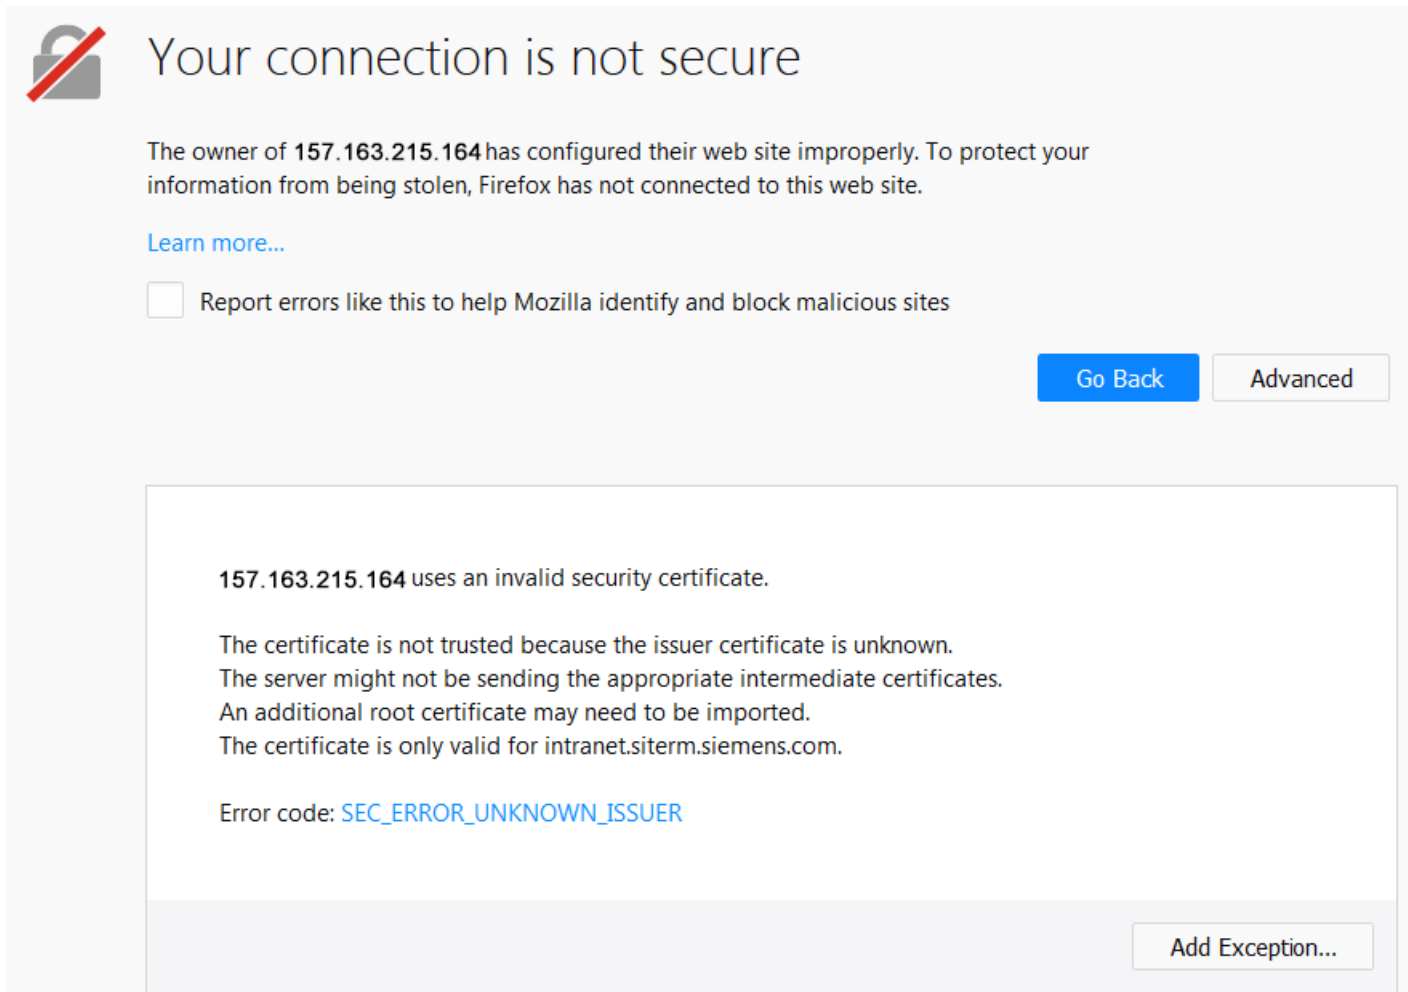 Your connection is not secure
The owner of 157.163.215.164 has configured their web site improperly. To protect your
information from being stolen, Firefox has not connected to this web site.
Learn more...
Report errors like this to help Mozilla identify and block malicious sites
Go Back Advanced
157.163.215.164 uses an invalid security certificate.
The certificate is not trusted because the issuer certificate is unknown.
The server might not be sending the appropriate intermediate certificates.
An additional root certificate may need to be imported.
The certificate is only valid for intranet.siterm.siemens.com.
Error code: SEC_ERROR_UNKNOWN_ISSUER
Add Exception...